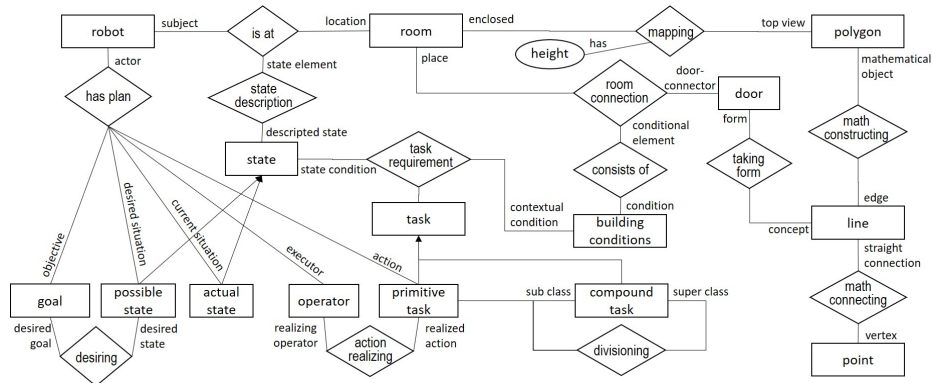 robot
subject
is at
location
room
enclosed
mapping
top view
polygon
has
height
actor
state element
place
door-
connector
mathematical
object
has plan
state
description
room
connection
door
form
math
constructing
descripted state
conditional
element
state
state condition
task
requirement
consists of
taking
form
task
contextual
condition
condition
building
conditions
edge
concept
line
straight
connection
objective
desired situation
current situation
executor
action
goal
possible
state
actual
state
operator
primitive
task
sub class
compound
task
super class
math
connecting
desired
goal
desiring
desired
state
realizing
operator
action
realizing
realized
action
divisioning
vertex
point